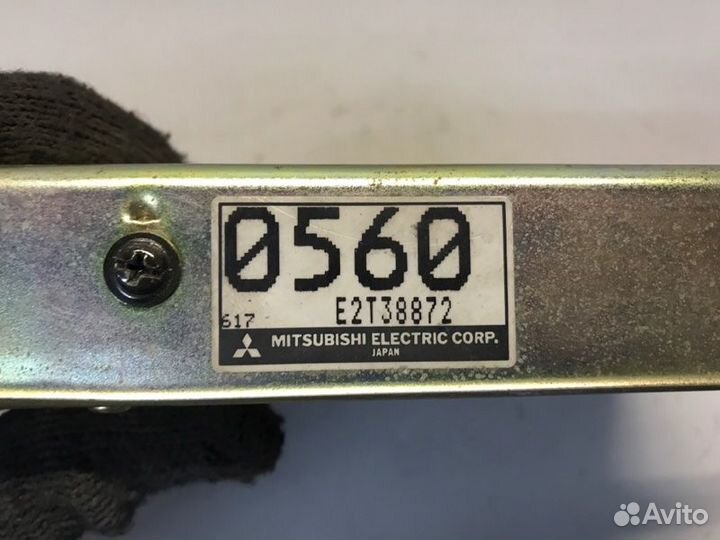 0560
E2T38872
617
MITSUBISHI ELECTRIC CORP.
JAPAN
Avito